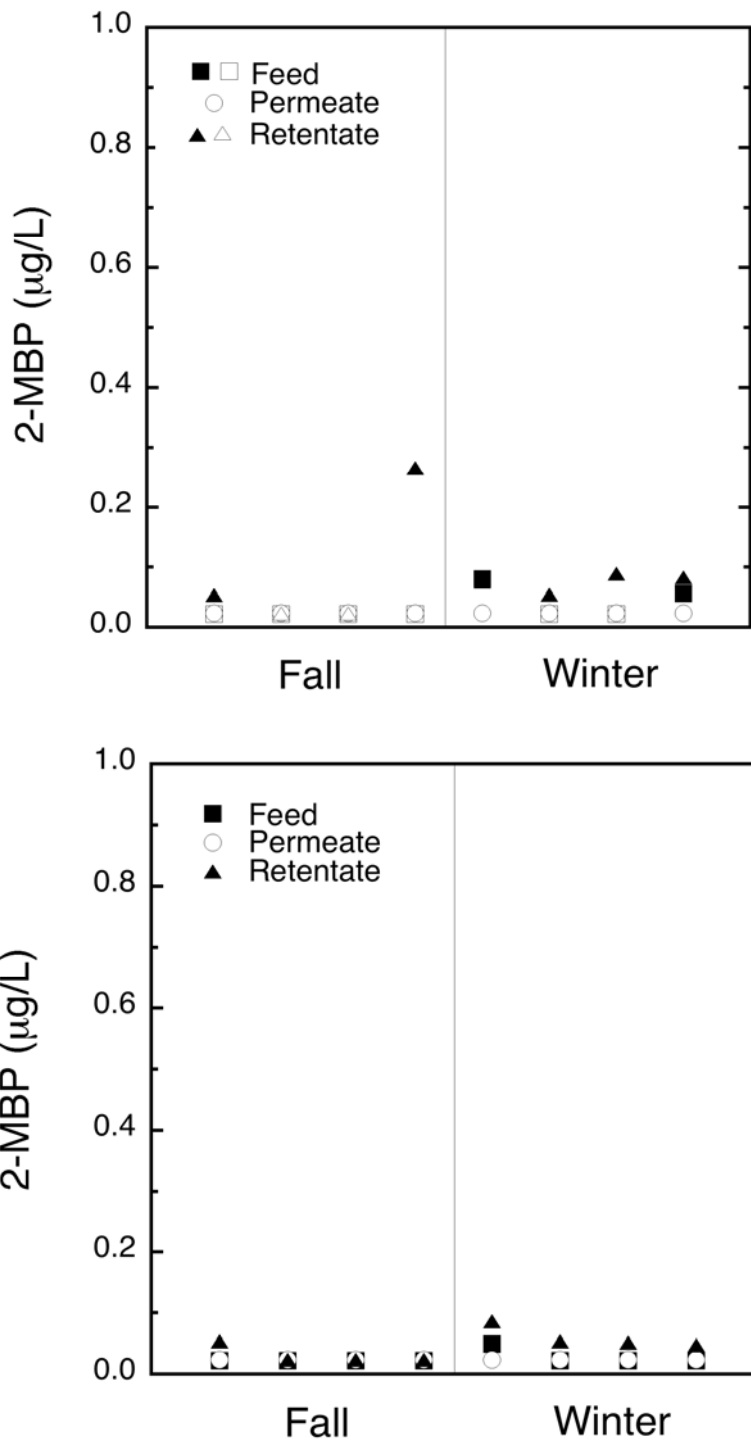 1.0
Feed
Permeate
Retentate
0.8
0.6
0.4
0.2
0.0
2-MBP (μg/L)
Fall Winter
1.0
Feed
Permeate
Retentate
0.8
0.6
0.4
0.2
0.0
2-MBP (μg/L)
Fall Winter